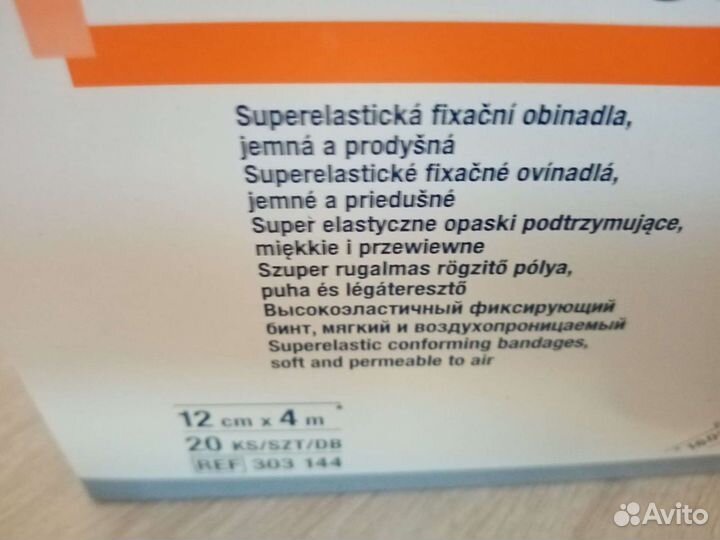 Superelastická fixační obinadla,
jemná a prodyšná
Superelastické fixačné ovínadlá,
jemné a priedušné
Super elastyczne opaski podtrzymujące,
miękkie i przewiewne
Szuper rugalmas rögzitő pólya,
puha és légáteresztő
Высокоэластичный фиксирующий
бинт, мягкий и воздухопроницаемый
Superelastic conforming bandages,
soft and permeable to air
12 cm x 4 m
20 KS/SZT/DB
REF 303 144
Avito